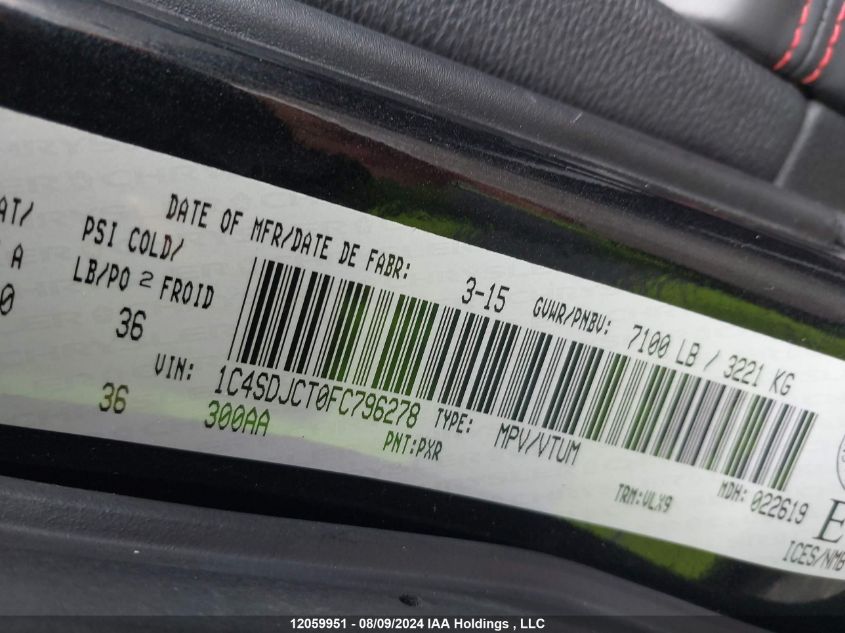 DATE OF MFR/DATE DE FABR: 3-15 GVWR/PNBV: 7100 LB / 3221 KG
AT/ PSI COLD/
A LB/PO 2 FROID
0 36
VIN: 1C4SDJCT0FC796278 TYPE: MPV/VTUM
36 300AA PNT:PXR TRM:VLX9 MDH: 022619
E
ICES/NMB
12059951 - 08/09/2024 IAA Holdings , LLC